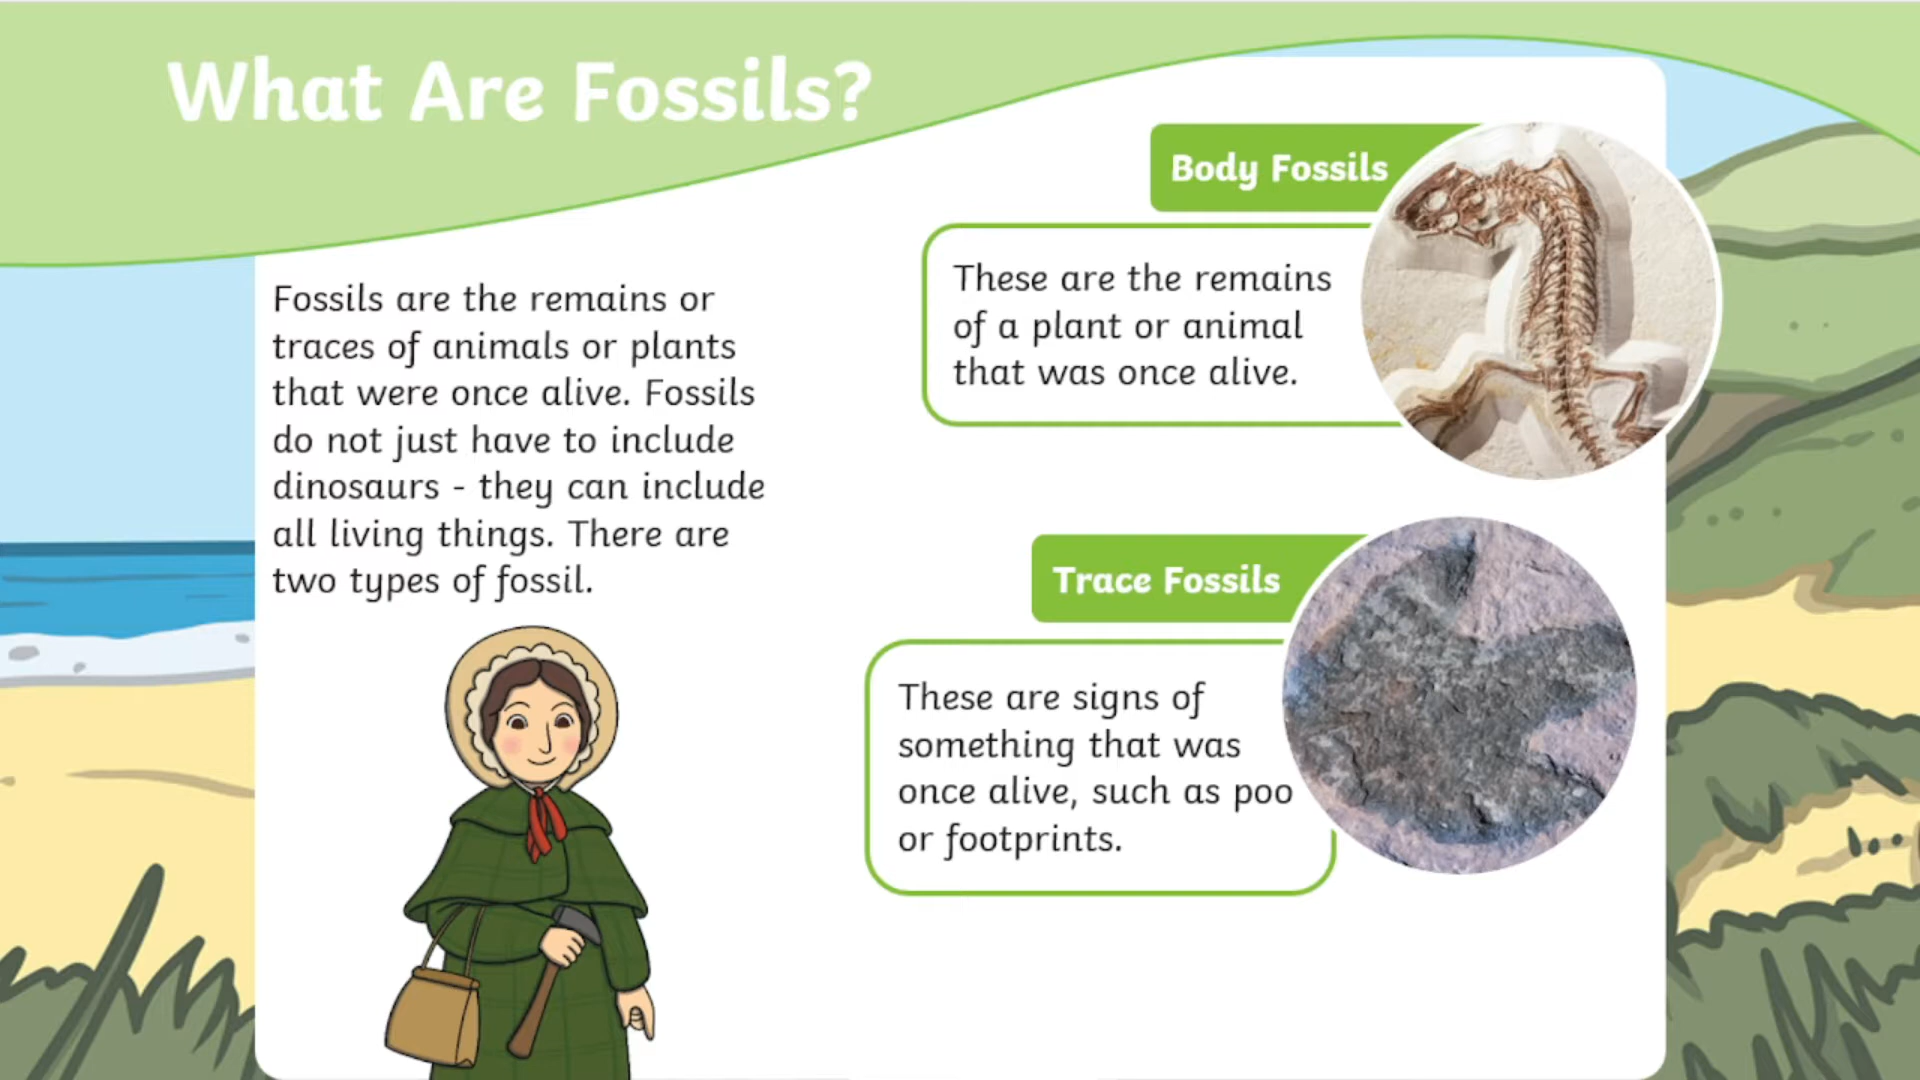 What Are Fossils?
Fossils are the remains or
traces of animals or plants
that were once alive. Fossils
do not just have to include
dinosaurs - they can include
all living things. There are
two types of fossil.
Body Fossils
These are the remains
of a plant or animal
that was once alive.
Trace Fossils
These are signs of
something that was
once alive, such as poo
or footprints.